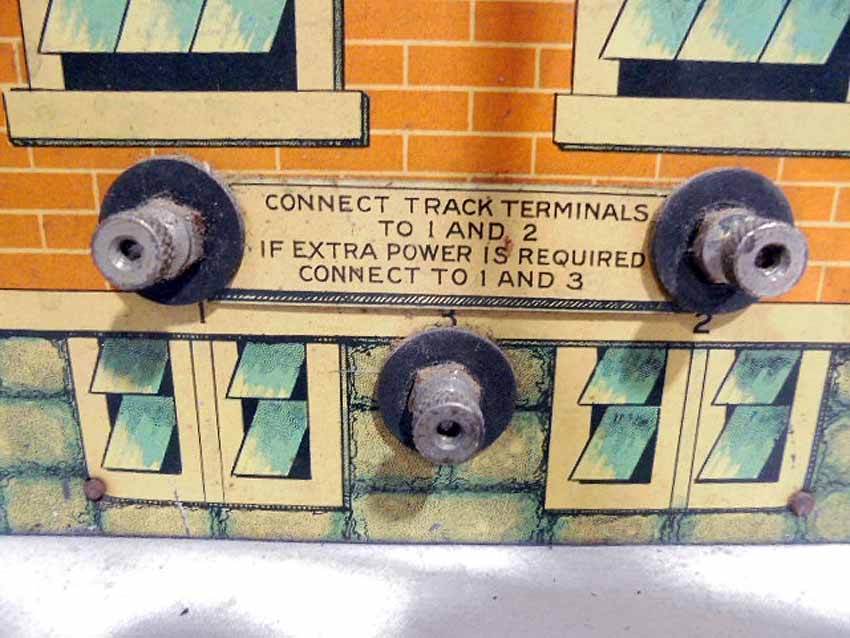 CONNECT TRACK TERMINALS
TO 1 AND 2
IF EXTRA POWER IS REQUIRED
CONNECT TO 1 AND 3
1 3 2